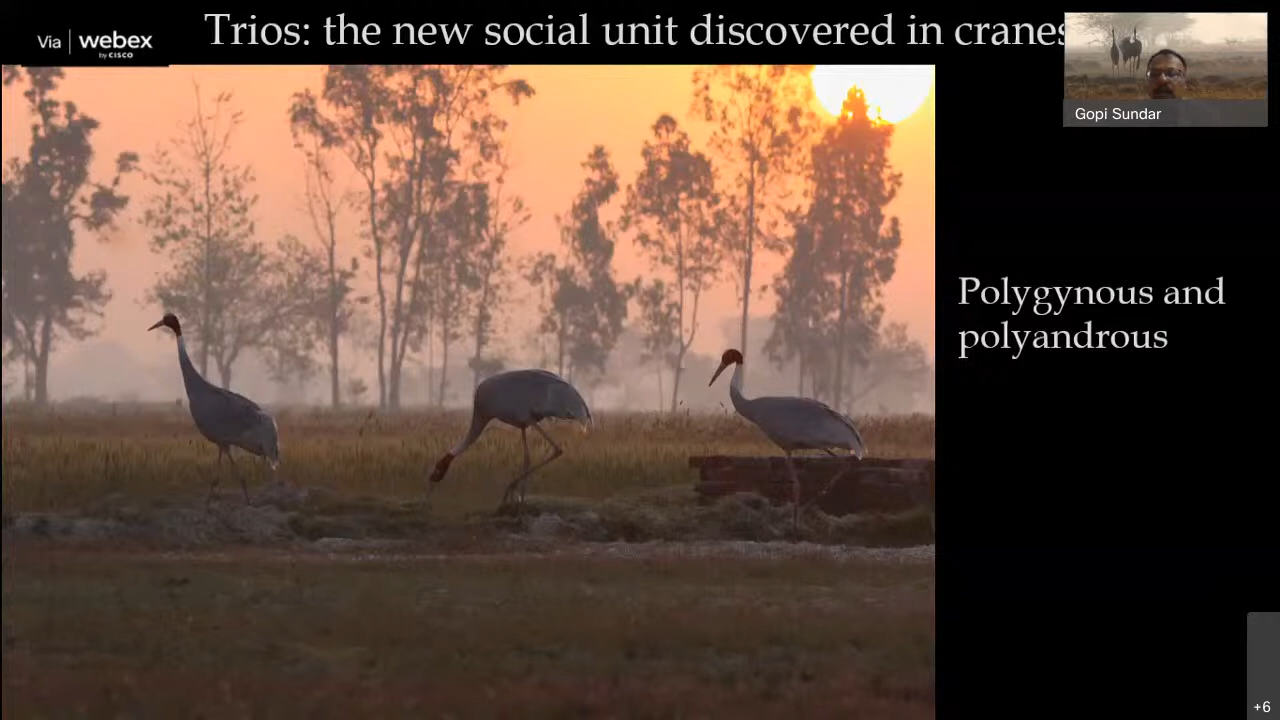 Via | webex
by CISCO
Trios: the new social unit discovered in cranes
Gopi Sundar
Polygynous and
polyandrous
+6